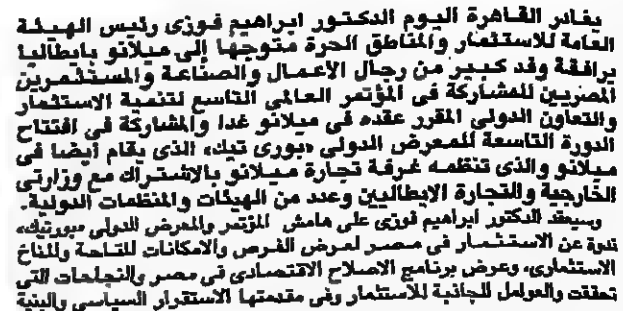 يغادر القاهرة اليوم الدكتور ابراهيم فوزى رئيس الهيئة
العامة للاستثمار والمناطق الحرة متوجها إلى ميلانو بايطاليا
يرافقة وفد كبير من رجال الاعمال والصناعة والمستثمرين
المصريين للمشاركة فى المؤتمر العالمى التاسع لتنمية الاستثمار
والتعاون الدولى المقرر عقده فى ميلانو غدا والمشاركة فى افتتاح
الدورة التاسعة للمعرض الدولى «بورى تيك» الذى يقام أيضا فى
ميلانو والذى تنظمه غرفة تجارة ميلانو بالاشتراك مع وزارتى
الخارجية والتجارة الايطاليين وعدد من الهيئات والمنظمات الدولية.
وسيعقد الدكتور ابراهيم فوزى على هامش المؤتمر والمعرض الدولى «بورتيك»
ندوة عن الاستثمار فى مصر لعرض الفرص والامكانات المتاحة والمناخ
الاستثمارى، وعرض برنامج الاصلاح الاقتصادى فى مصر والنجاحات التى
تحققت والعوامل الجاذبة للاستثمار وفى مقدمتها الاستقرار السياسى والبنية